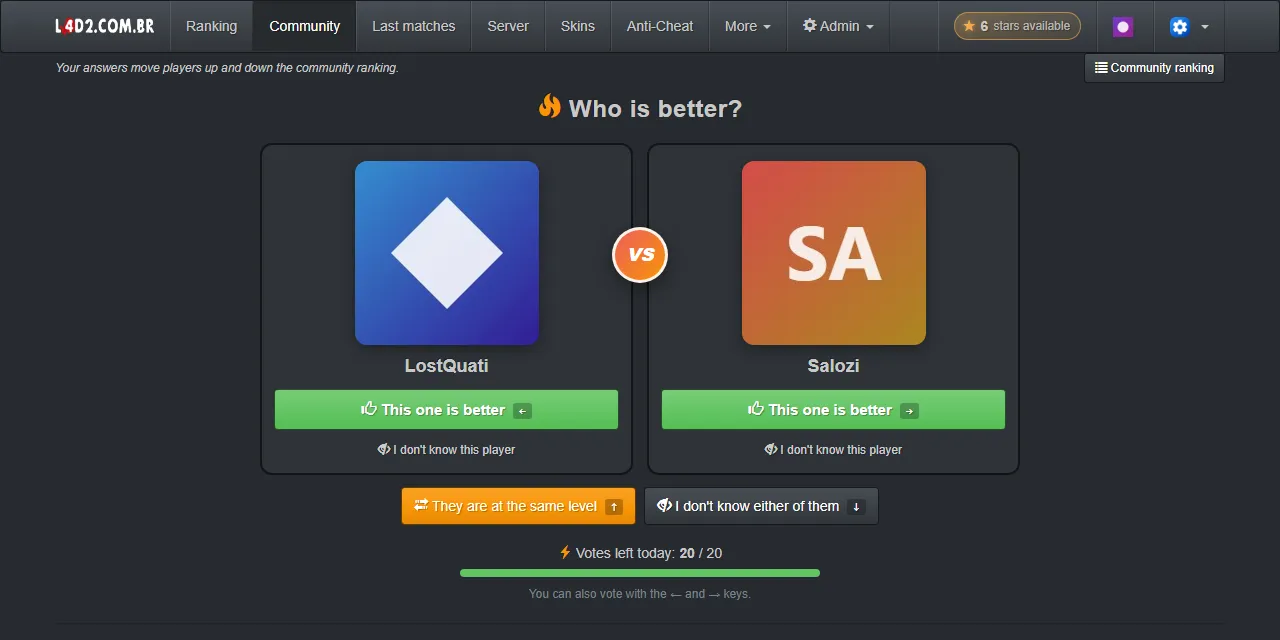 L4D2.COM.BR Ranking Community Last matches Server Skins Anti-Cheat More Admin 6 stars available
Your answers move players up and down the community ranking.
Community ranking
Who is better?
VS
SA
LostQuati
Salozi
This one is better ←
This one is better →
I don't know this player
I don't know this player
They are at the same level ↑
I don't know either of them ↓
Votes left today: 20 / 20
You can also vote with the ← and → keys.